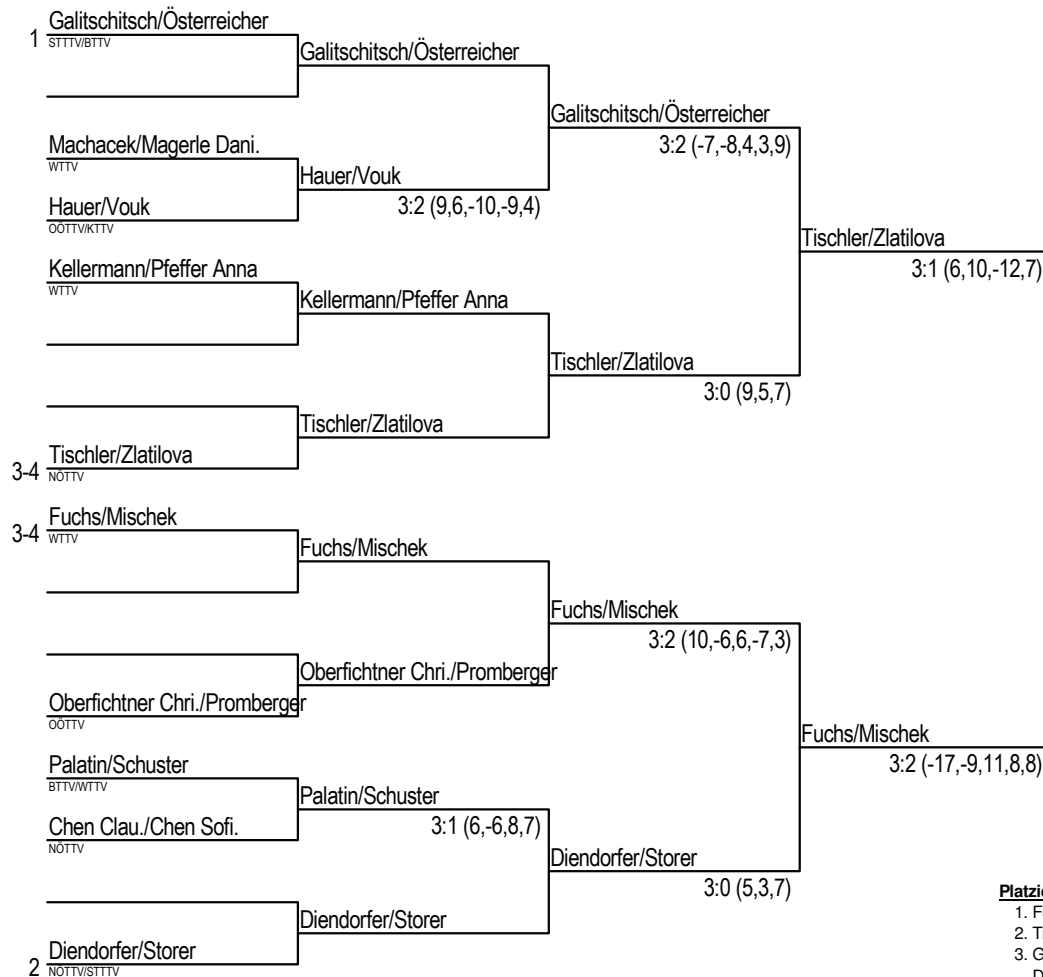 Galitschitsch/Österreicher
1
STTTV/BTTV
Galitschitsch/Österreicher
Galitschitsch/Österreicher
3:2 (-7,-8,4,3,9)
Machacek/Magerle Dani.
WTTV
Hauer/Vouk
3:2 (9,6,-10,-9,4)
Hauer/Vouk
OÖTTV/KTTV
Tischler/Zlatilova
3:1 (6,10,-12,7)
Kellermann/Pfeffer Anna
WTTV
Kellermann/Pfeffer Anna
Tischler/Zlatilova
3:0 (9,5,7)
Tischler/Zlatilova
Tischler/Zlatilova
3-4
NÖTTV
Fuchs/Mischek
3-4
WTTV
Fuchs/Mischek
Fuchs/Mischek
3:2 (10,-6,6,-7,3)
Oberfichtner Chri./Promberger
Oberfichtner Chri./Promberger
OÖTTV
Fuchs/Mischek
3:2 (-17,-9,11,8,8)
Palatin/Schuster
BTTV/WTTV
Palatin/Schuster
3:1 (6,-6,8,7)
Chen Clau./Chen Sofi.
NÖTTV
Diendorfer/Storer
3:0 (5,3,7)
Diendorfer/Storer
Diendorfer/Storer
2
NÖTTV/STTTV
Platzie
1. F
2. T
3. G
D